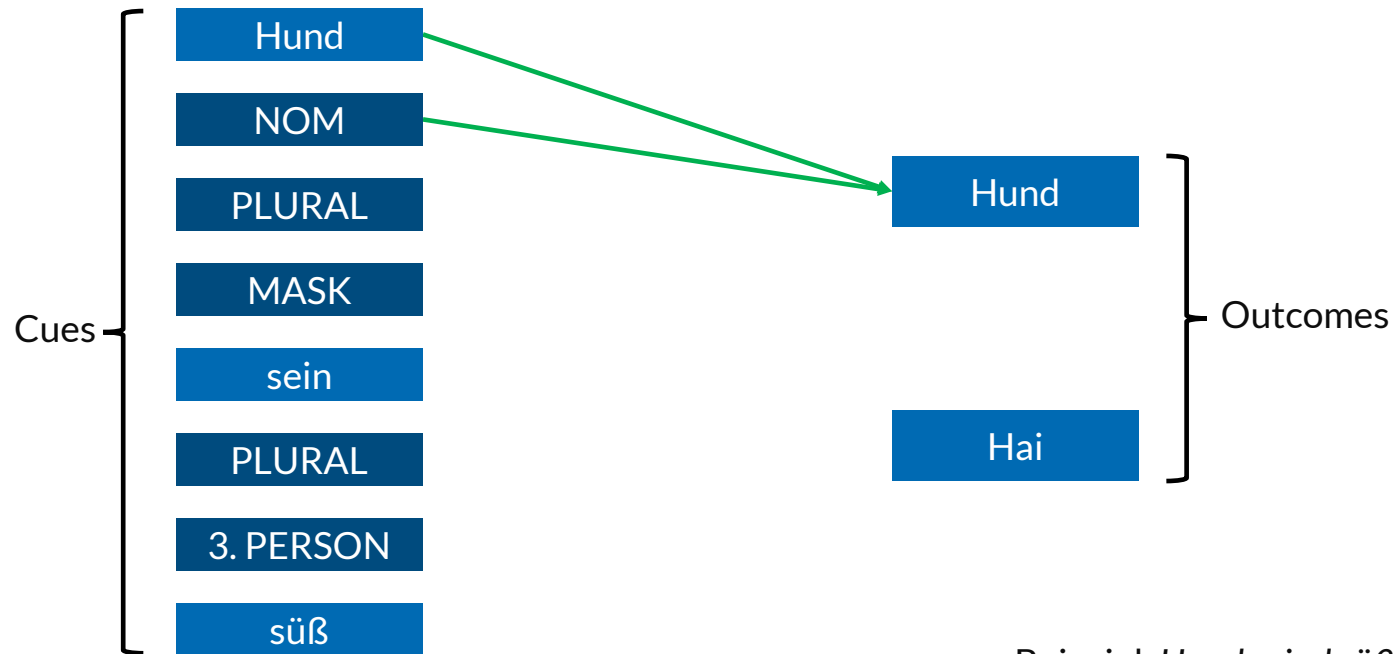 Hund
NOM
PLURAL
MASK
sein
PLURAL
3. PERSON
süß
Cues
Hund
Hai
Outcomes